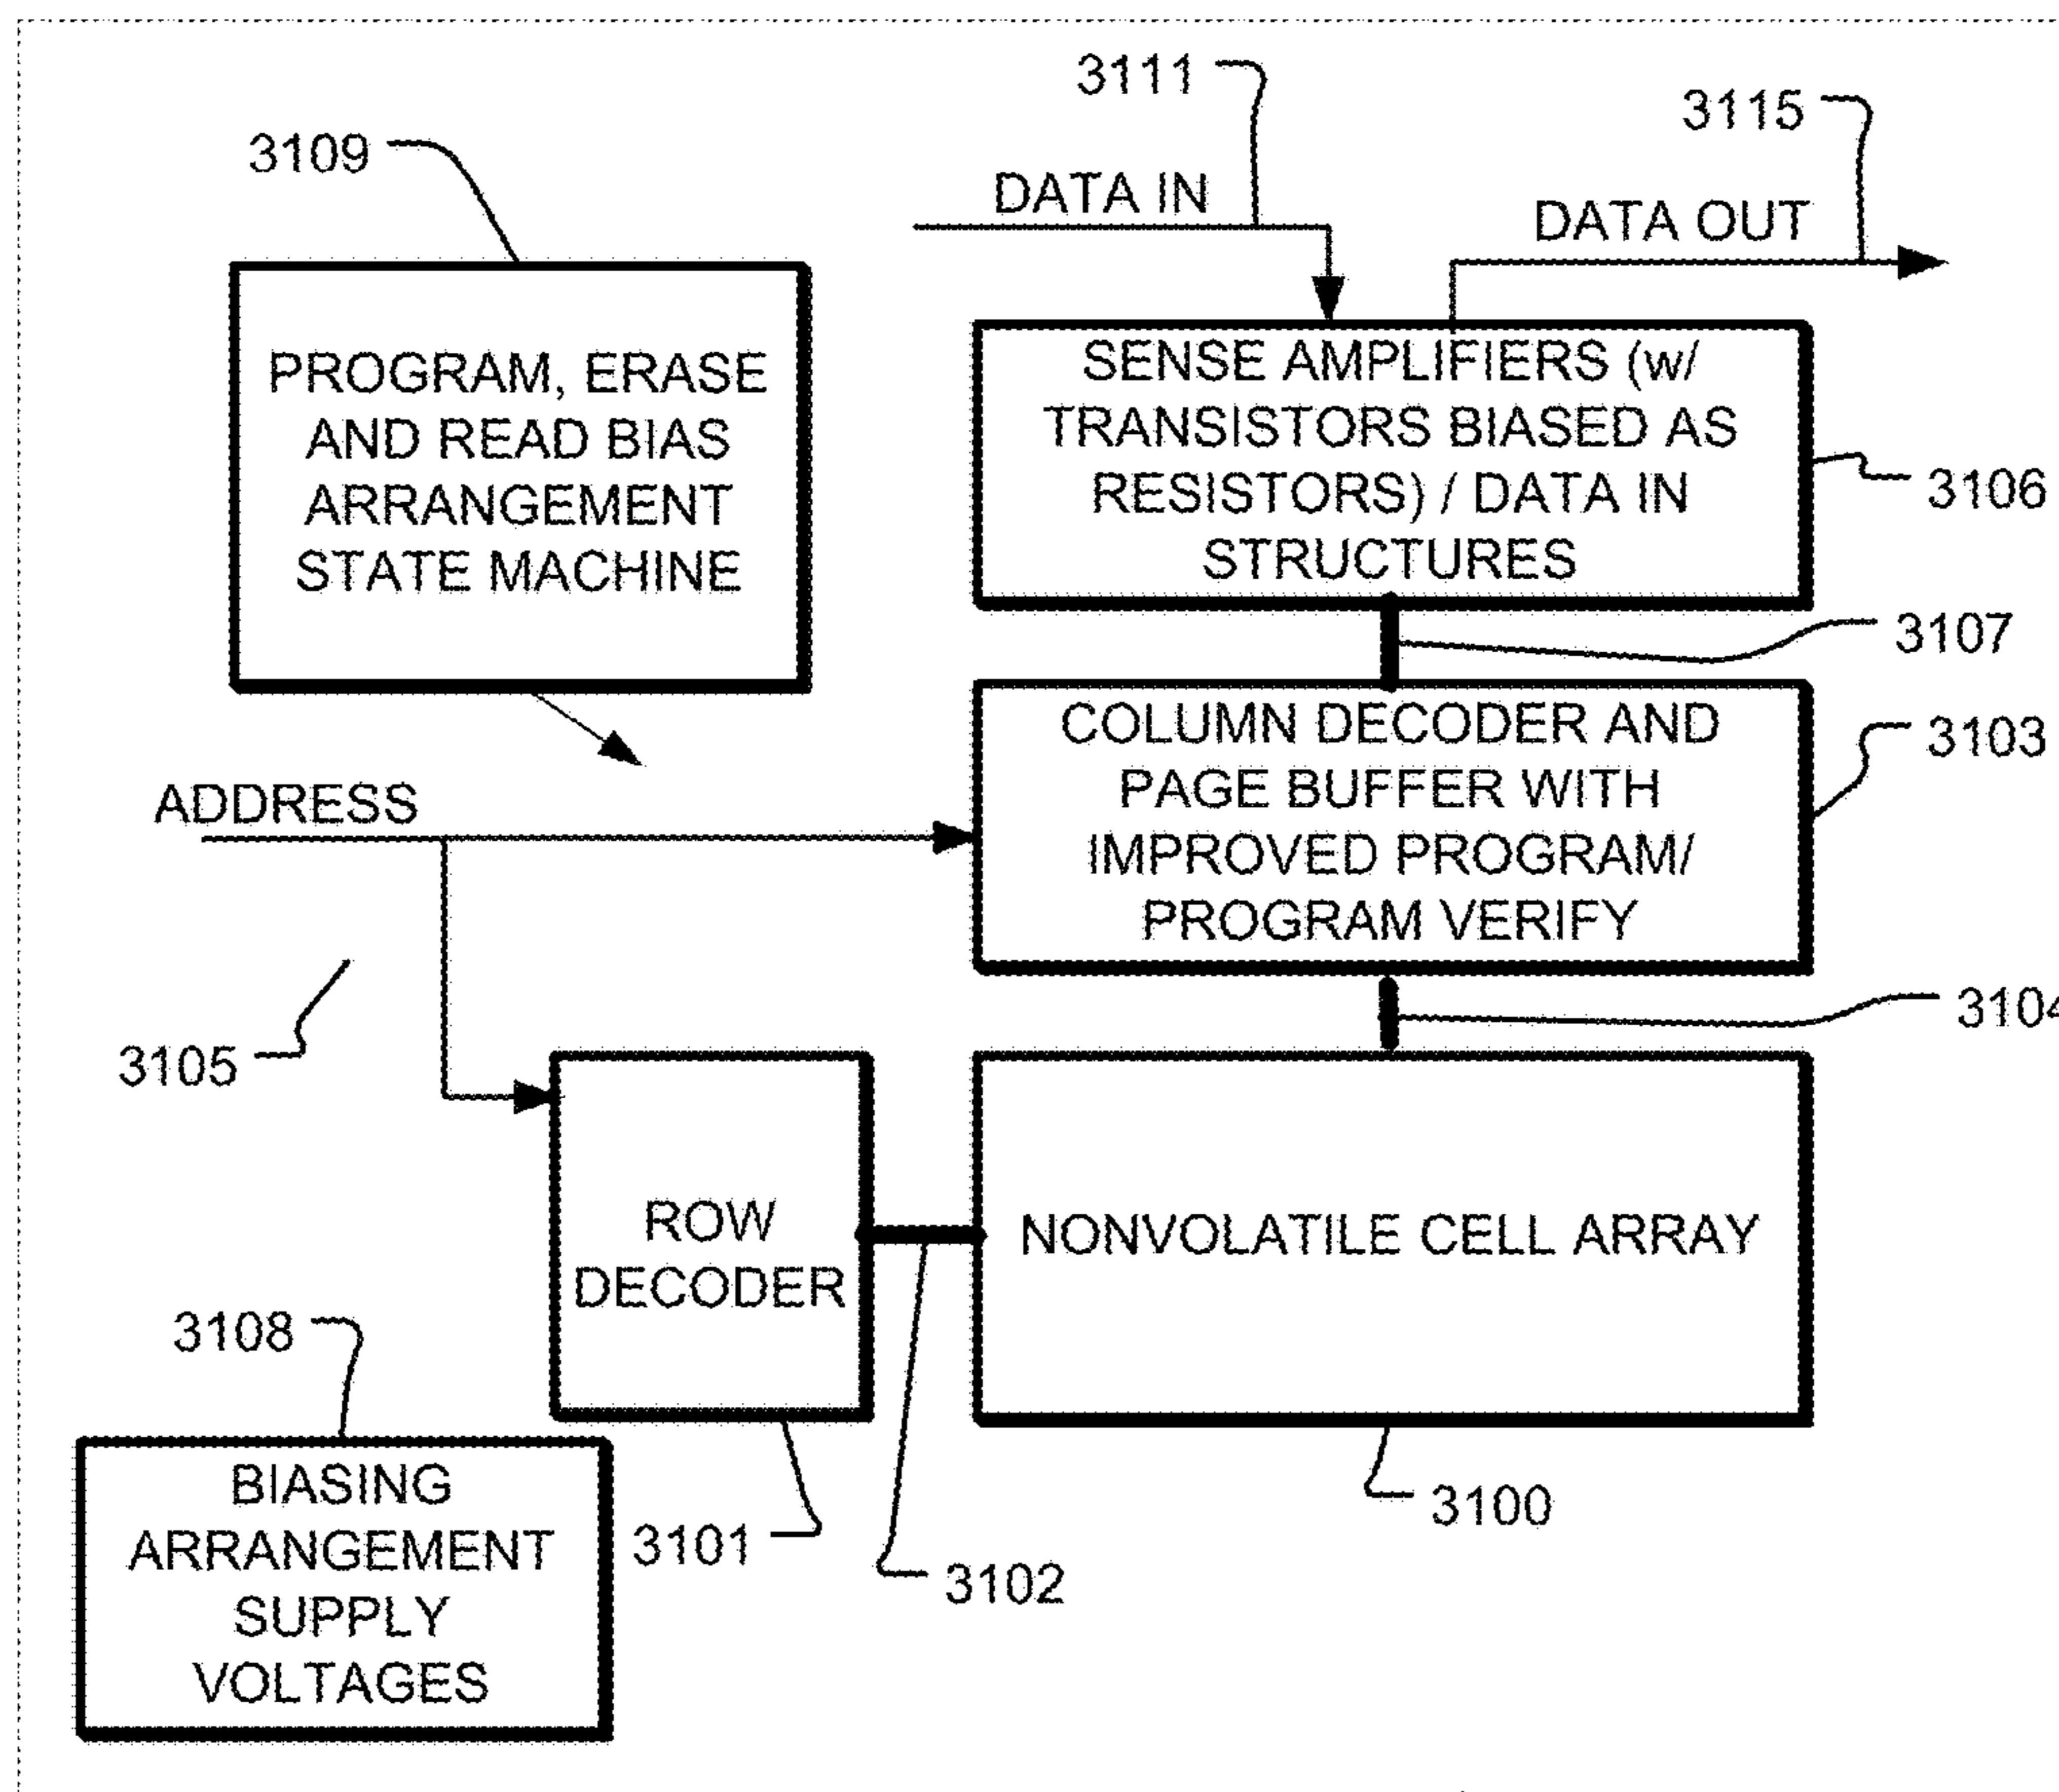 3111
3115
3109
DATA IN
DATA OUT
PROGRAM, ERASE
AND READ BIAS
ARRANGEMENT
STATE MACHINE
SENSE AMPLIFIERS (w/
TRANSISTORS BIASED AS
RESISTORS) / DATA IN
STRUCTURES
3106
3107
COLUMN DECODER AND
PAGE BUFFER WITH
IMPROVED PROGRAM/
PROGRAM VERIFY
3103
ADDRESS
3105
3104
ROW
DECODER
NONVOLATILE CELL ARRAY
3108
BIASING
ARRANGEMENT
SUPPLY
VOLTAGES
3101
3102
3100